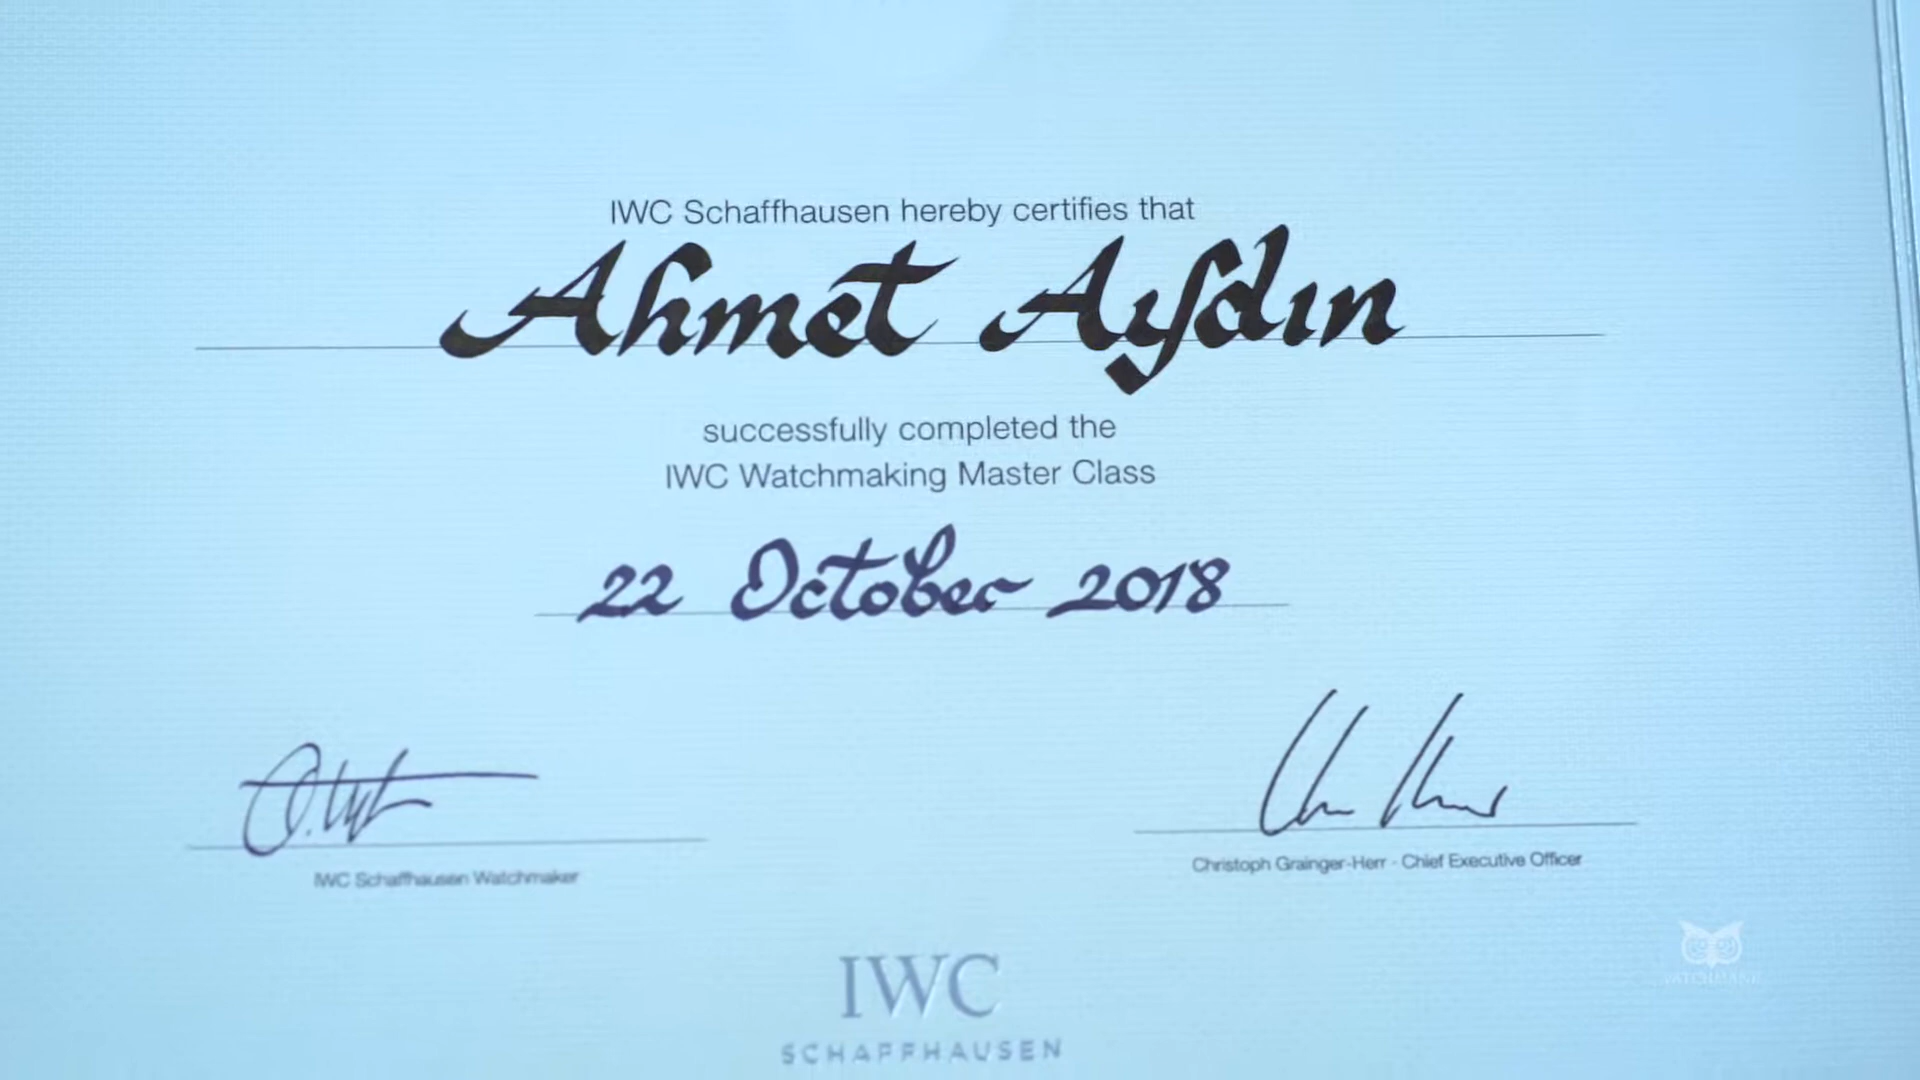 IWC Schaffhausen hereby certifies that
Ahmet Aydın
successfully completed the
IWC Watchmaking Master Class
22 October 2018
IWC Schaffhausen Watchmaker
Christoph Grainger-Herr - Chief Executive Officer
IWC
SCHAFFHAUSEN